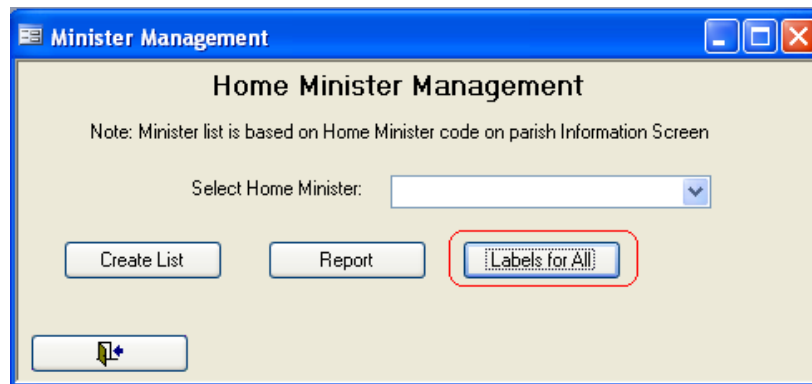 Minister Management
Home Minister Management
Note: Minister list is based on Home Minister code on parish Information Screen
Select Home Minister:
Create List Report Labels for All